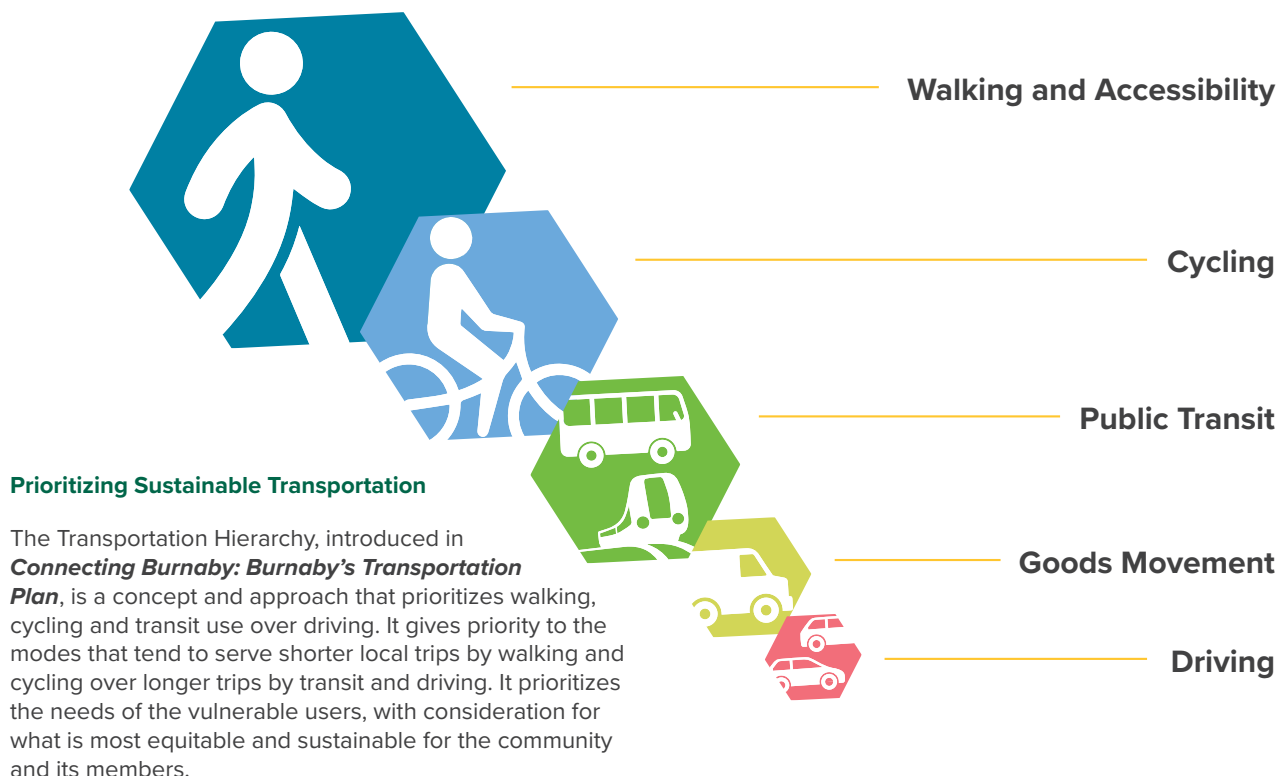 Walking and Accessibility
Cycling
Public Transit
Goods Movement
Driving
Prioritizing Sustainable Transportation
The Transportation Hierarchy, introduced in
Connecting Burnaby: Burnaby’s Transportation
Plan, is a concept and approach that prioritizes walking,
cycling and transit use over driving. It gives priority to the
modes that tend to serve shorter local trips by walking and
cycling over longer trips by transit and driving. It prioritizes
the needs of the vulnerable users, with consideration for
what is most equitable and sustainable for the community
and its members.